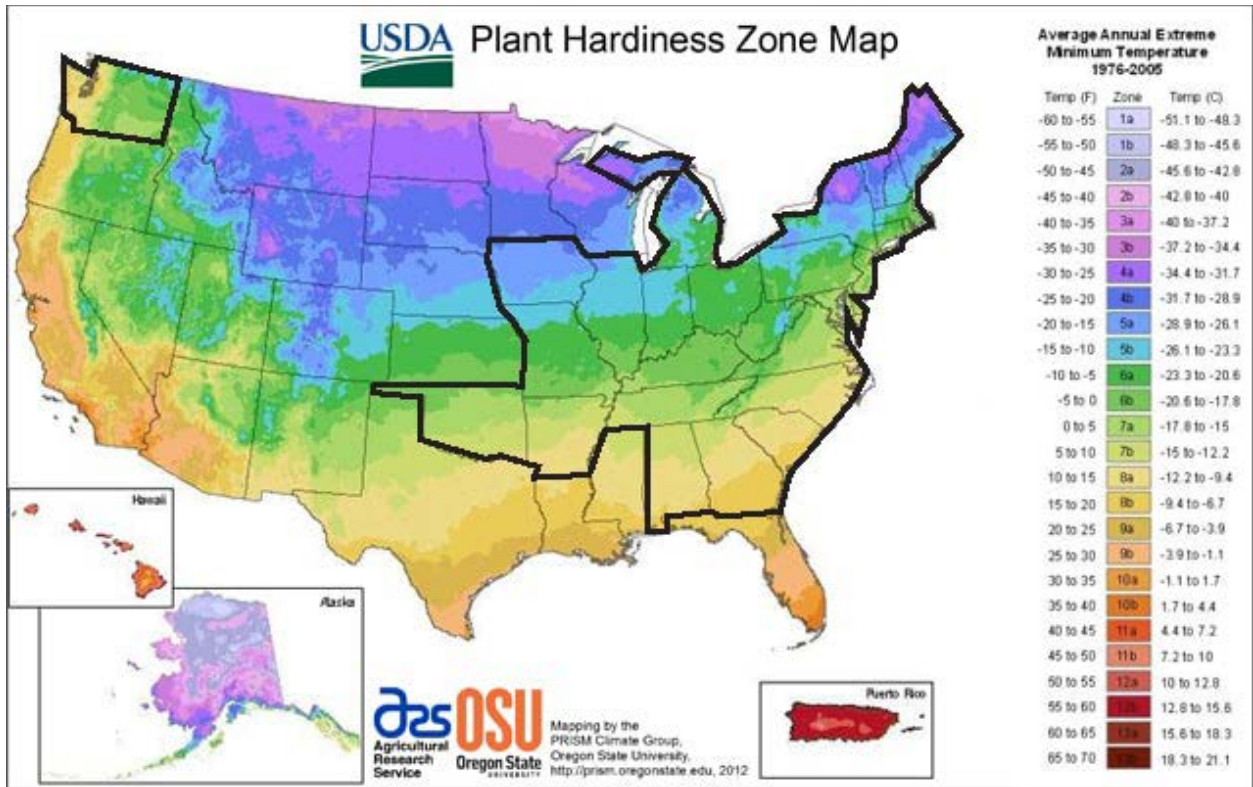 USDA Plant Hardiness Zone Map
Average Annual Extreme
Minimum Temperature
1976-2005
Temp (F) Zone Temp (C)
-60 to -55 1a -51.1 to -48.3
-55 to -50 1b -48.3 to -45.6
-50 to -45 2a -45.6 to -42.8
-45 to -40 2b -42.8 to -40
-40 to -35 3a -40 to -37.2
-35 to -30 3b -37.2 to -34.4
-30 to -25 4a -34.4 to -31.7
-25 to -20 4b -31.7 to -28.9
-20 to -15 5a -28.9 to -26.1
-15 to -10 5b -26.1 to -23.3
-10 to -5 6a -23.3 to -20.6
-5 to 0 6b -20.6 to -17.8
0 to 5 7a -17.8 to -15
5 to 10 7b -15 to -12.2
10 to 15 8a -12.2 to -9.4
15 to 20 8b -9.4 to -6.7
20 to 25 9a -6.7 to -3.9
25 to 30 9b -3.9 to -1.1
30 to 35 10a -1.1 to 1.7
35 to 40 10b 1.7 to 4.4
40 to 45 11a 4.4 to 7.2
45 to 50 11b 7.2 to 10
50 to 55 12a 10 to 12.8
55 to 60 12b 12.8 to 15.6
60 to 65 13a 15.6 to 18.3
65 to 70 13b 18.3 to 21.1
Hawaii
Alaska
Puerto Rico
ars
Agricultural
Research
Service
OSU
Oregon State
UNIVERSITY
Mapping by the
PRISM Climate Group,
Oregon State University,
http://prism.oregonstate.edu, 2012